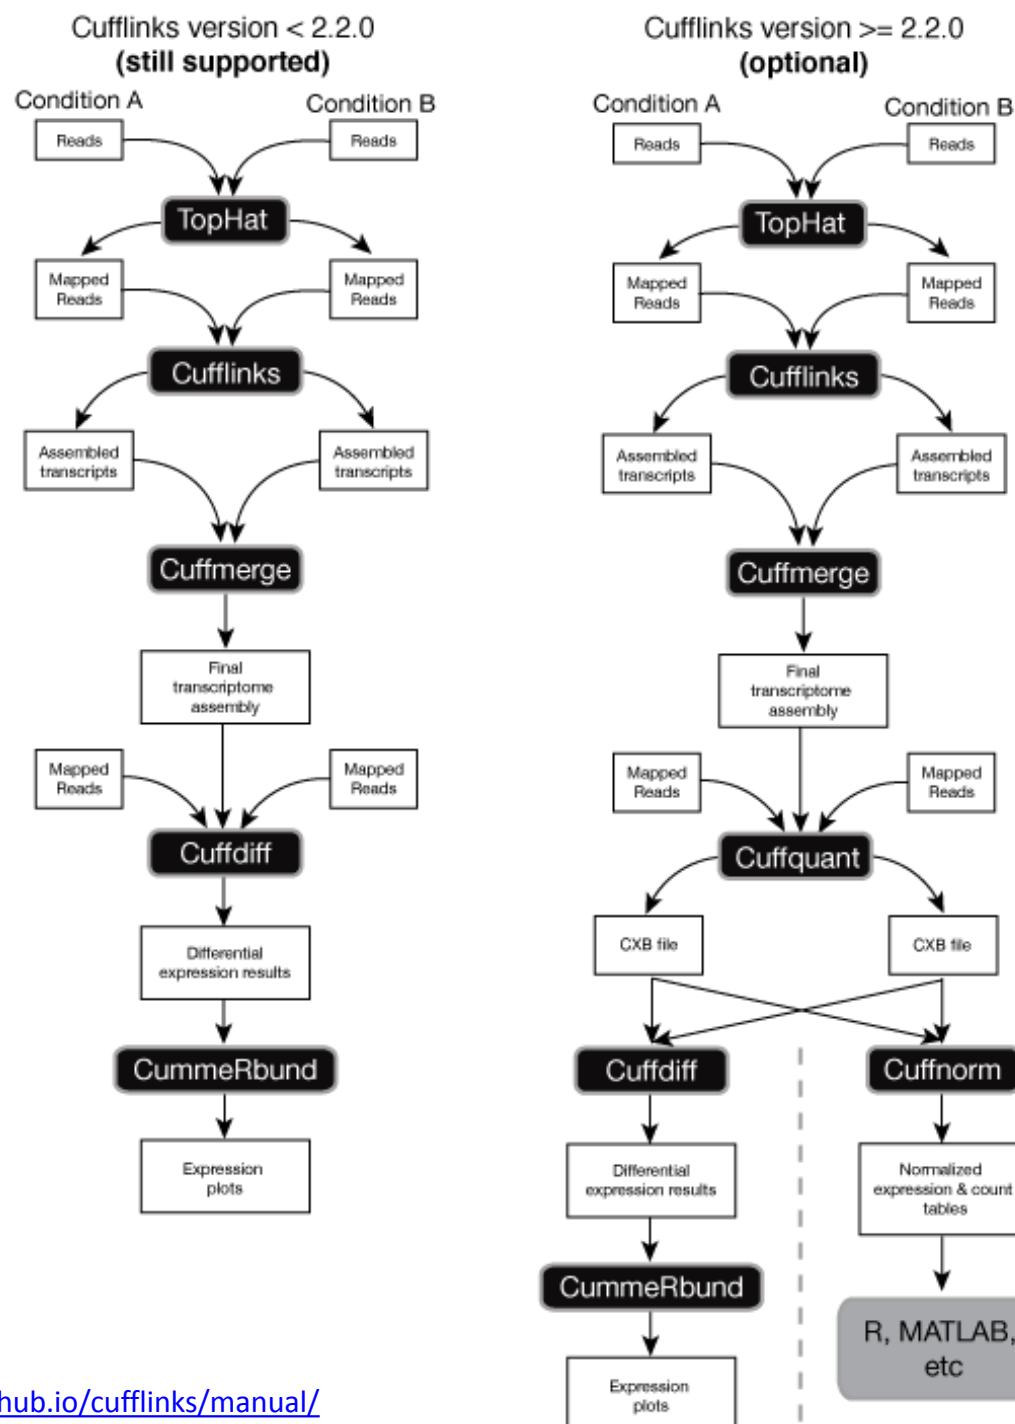 Cufflinks version < 2.2.0
(still supported)
Condition A
Condition B
Reads
Reads
TopHat
Mapped
Reads
Mapped
Reads
Cufflinks
Assembled
transcripts
Assembled
transcripts
Cuffmerge
Final
transcriptome
assembly
Mapped
Reads
Mapped
Reads
Cuffdiff
Differential
expression results
CummeRbund
Expression
plots
Cufflinks version >= 2.2.0
(optional)
Condition A
Condition B
Reads
Reads
TopHat
Mapped
Reads
Mapped
Reads
Cufflinks
Assembled
transcripts
Assembled
transcripts
Cuffmerge
Final
transcriptome
assembly
Mapped
Reads
Mapped
Reads
Cuffquant
CXB file
CXB file
Cuffdiff
Differential
expression results
CummeRbund
Expression
plots
Cuffnorm
Normalized
expression & count
tables
R, MATLAB,
etc
hub.io/cufflinks/manual/